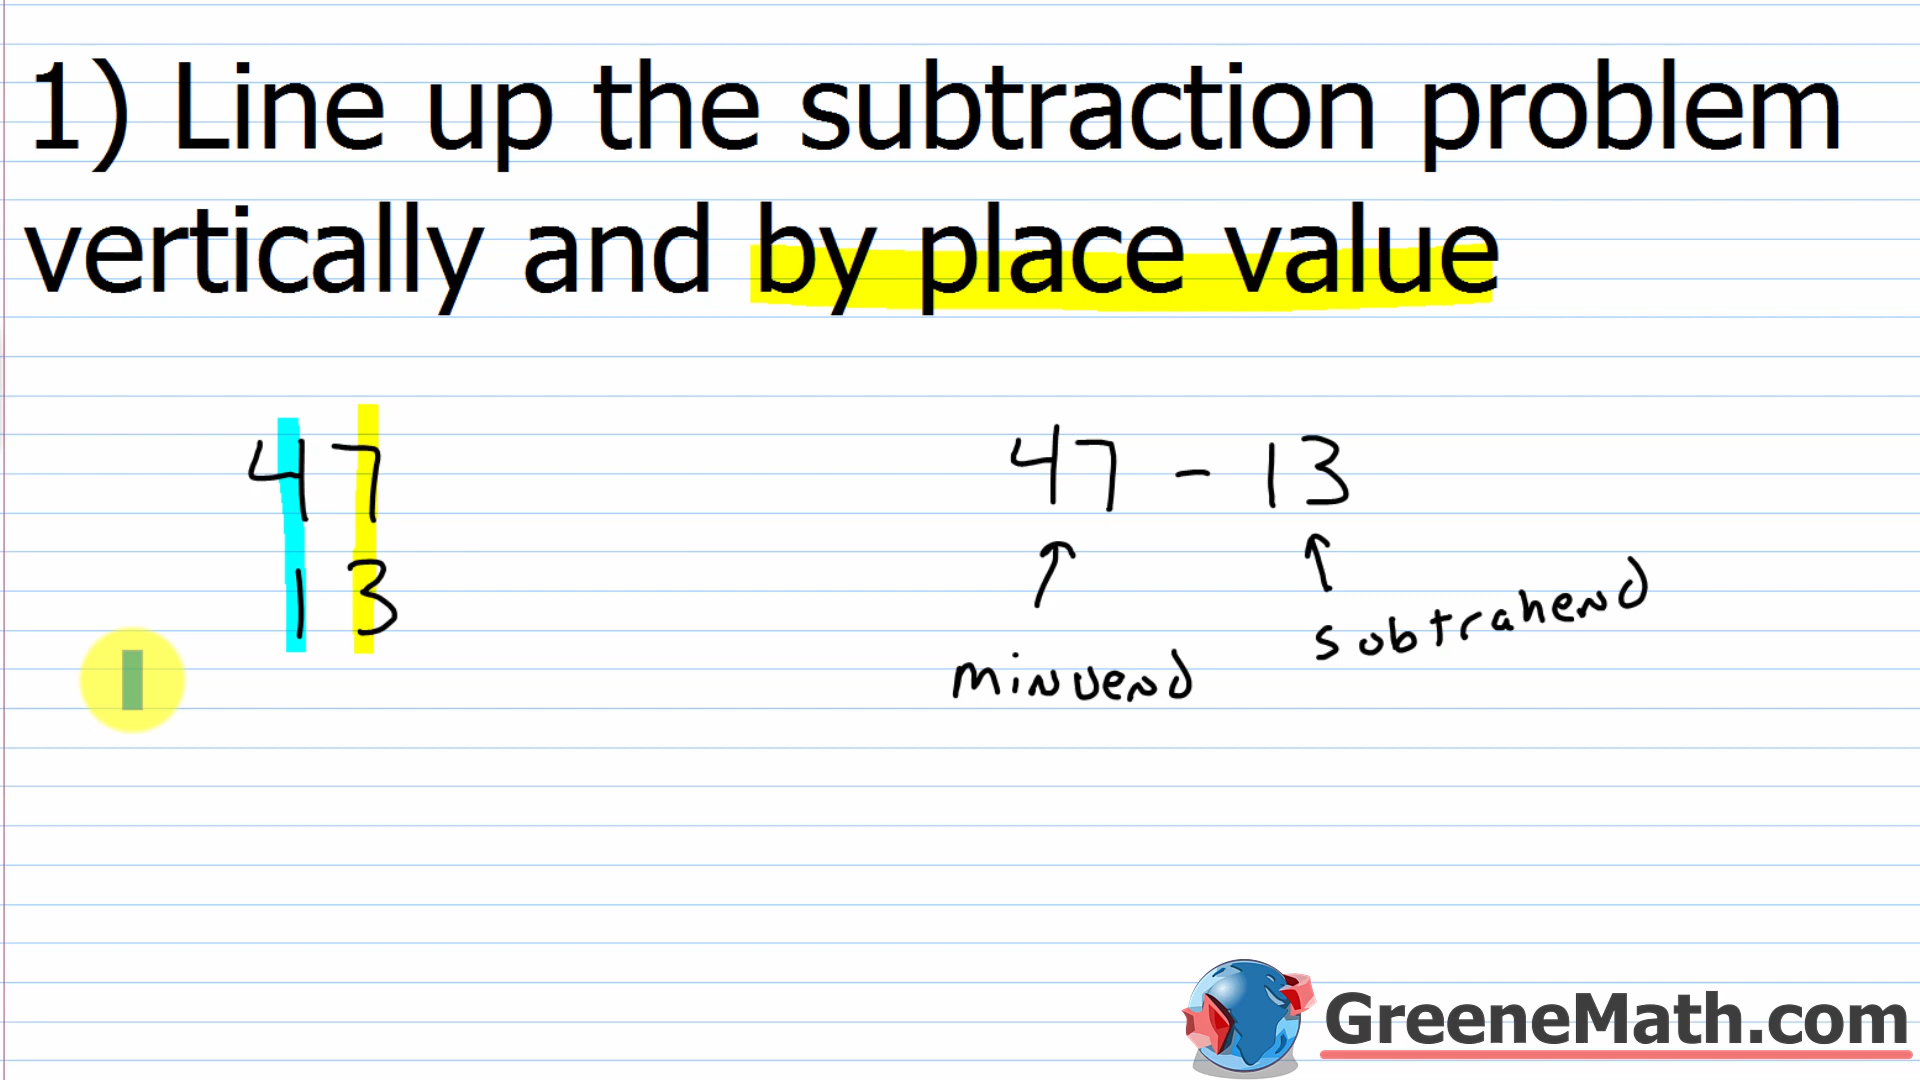 1) Line up the subtraction problem
vertically and by place value
47
13
47 - 13
minuend
subtrahend
GreeneMath.com